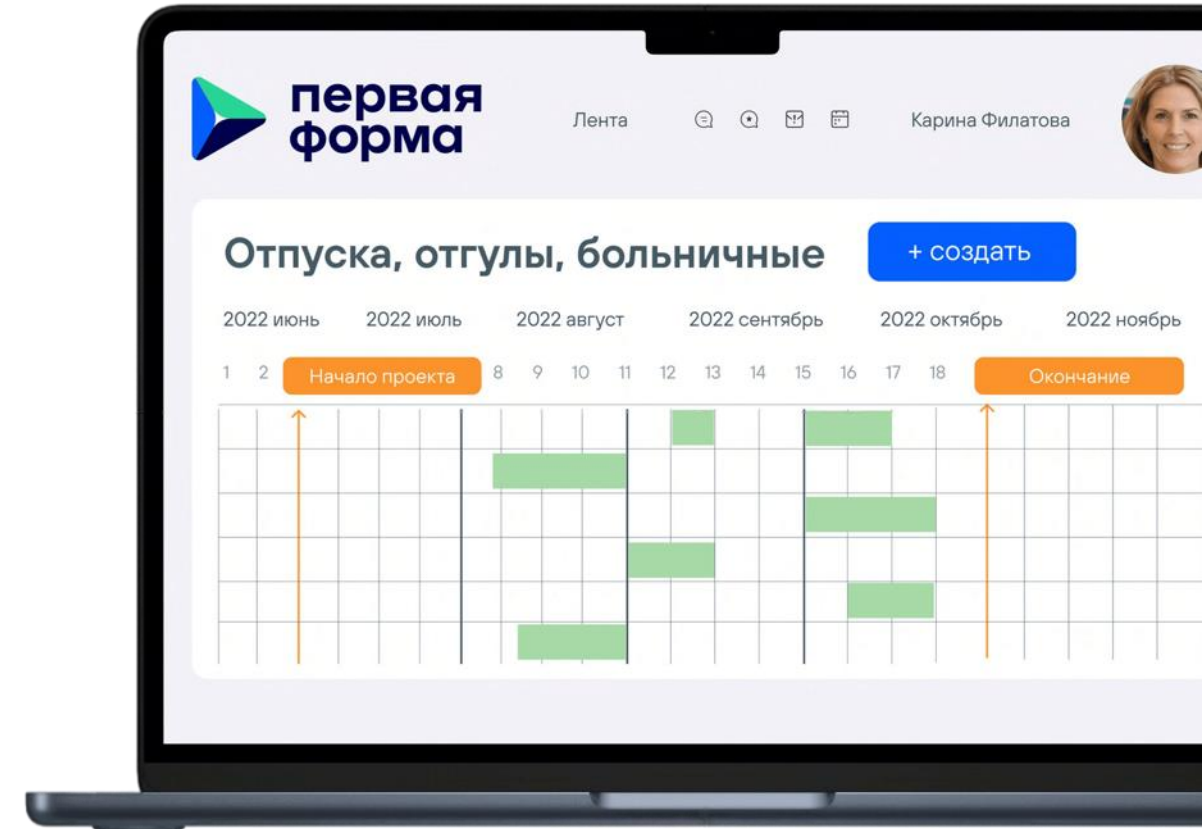 первая
форма
Лента
Карина Филатова
Отпуска, отгулы, больничные
+ создать
2022 июнь 2022 июль 2022 август 2022 сентябрь 2022 октябрь 2022 ноябрь
1 2 Начало проекта 8 9 10 11 12 13 14 15 16 17 18 Окончание